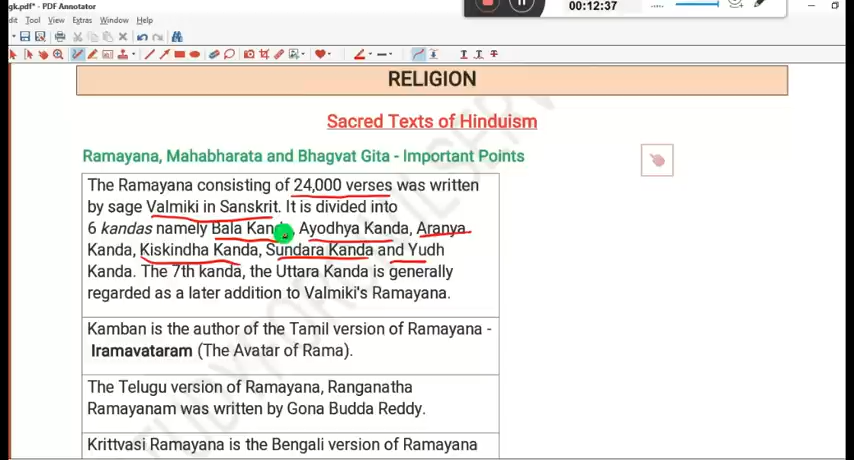 gk.pdf* - PDF Annotator
dit Tool View Extras Window Help
00:12:37
RELIGION
Sacred Texts of Hinduism
Ramayana, Mahabharata and Bhagvat Gita - Important Points
The Ramayana consisting of 24,000 verses was written
by sage Valmiki in Sanskrit. It is divided into
6 kandas namely Bala Kanda, Ayodhya Kanda, Aranya
Kanda, Kiskindha Kanda, Sundara Kanda and Yudh
Kanda. The 7th kanda, the Uttara Kanda is generally
regarded as a later addition to Valmiki's Ramayana.
Kamban is the author of the Tamil version of Ramayana -
Iramavataram (The Avatar of Rama).
The Telugu version of Ramayana, Ranganatha
Ramayanam was written by Gona Budda Reddy.
Krittvasi Ramayana is the Bengali version of Ramayana